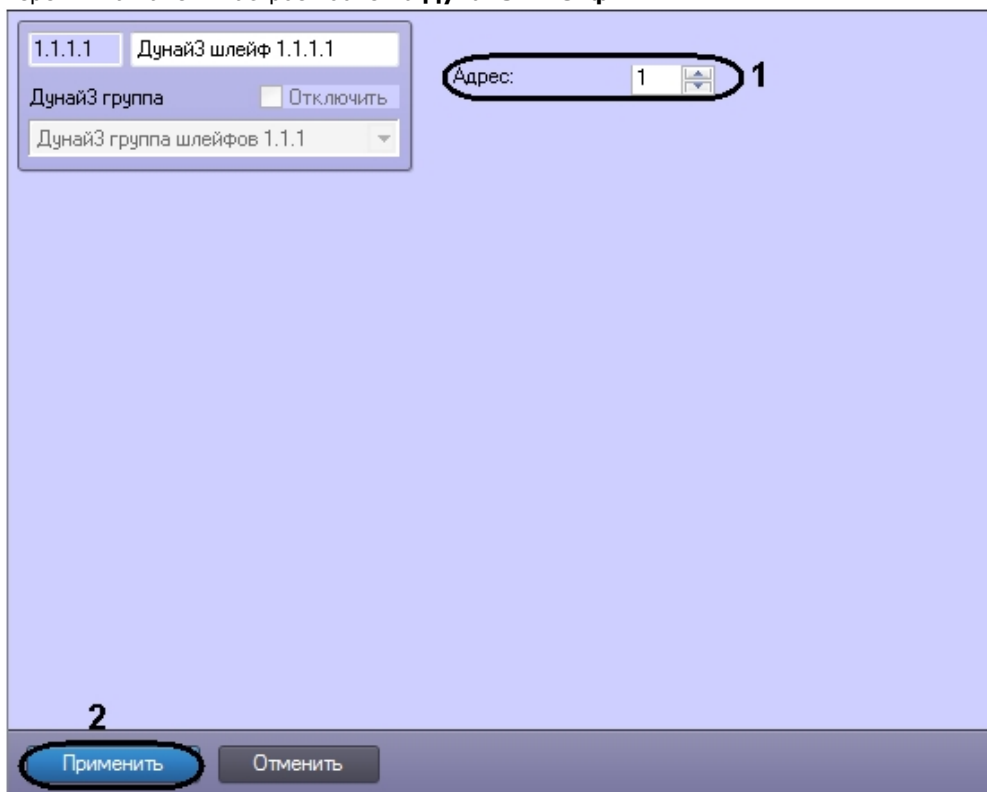 1.1.1.1 Дунай3 шлейф 1.1.1.1
Адрес: 1 1
Дунай3 группа Отключить
Дунай3 группа шлейфов 1.1.1
2
Применить Отменить